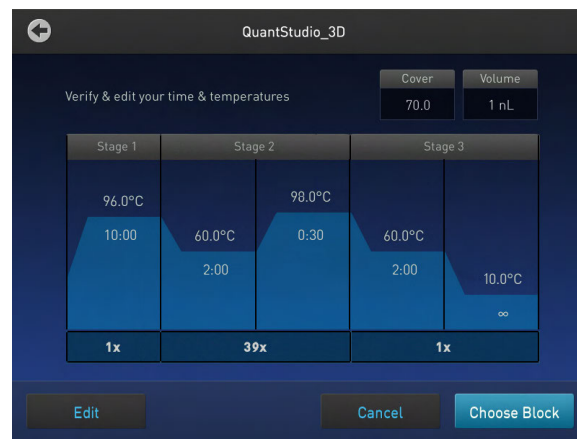 QuantStudio_3D
Verify & edit your time & temperatures
Cover
70.0
Volume
1 nL
Stage 1
Stage 2
Stage 3
96.0°C
10:00
60.0°C
2:00
98.0°C
0:30
60.0°C
2:00
10.0°C
∞
1x
39x
1x
Edit
Cancel
Choose Block